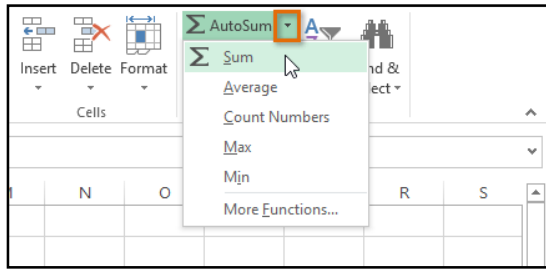 Σ AutoSum
Insert Delete Format
Cells
Σ Sum
Average
Count Numbers
Max
Min
More Functions...
nd &
ect
N O R S